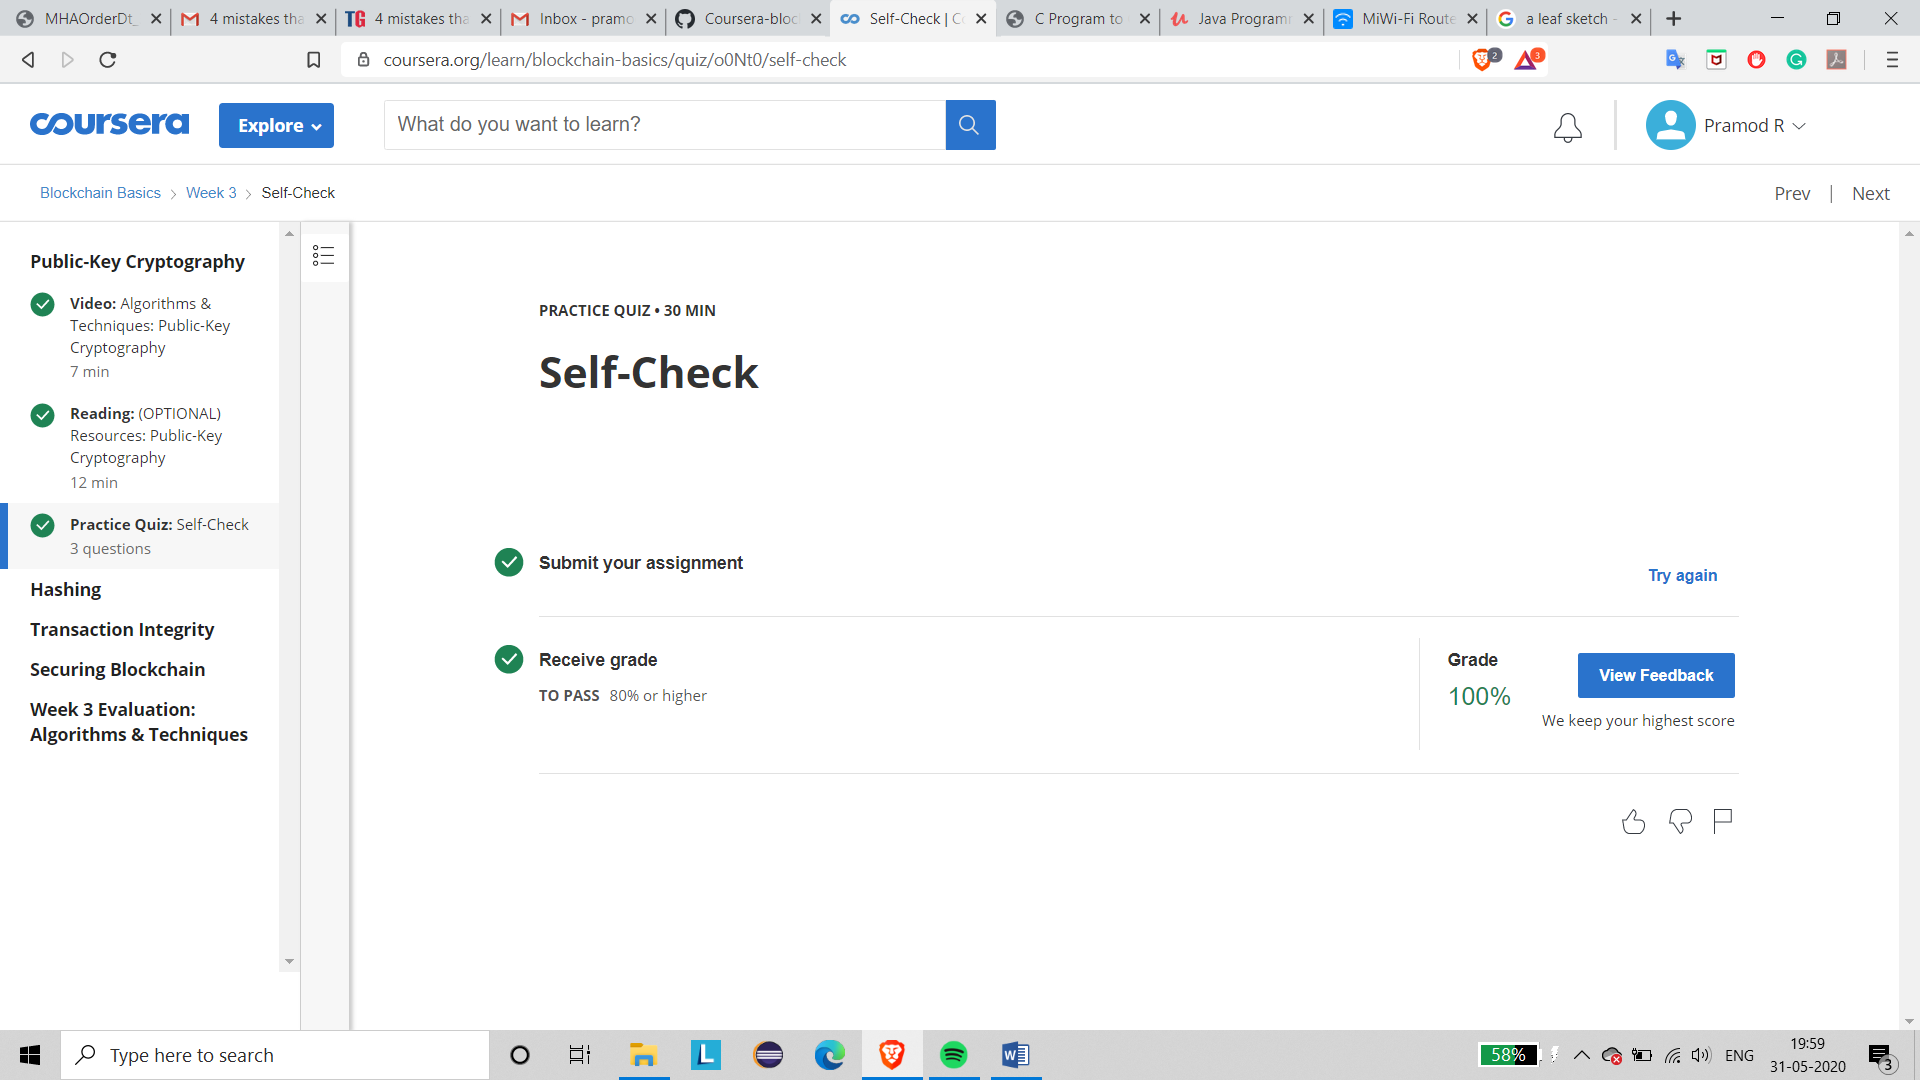 MHAOrderDt_
4 mistakes tha
4 mistakes tha
Inbox - pramo
Coursera-bloc
Self-Check | Co
C Program to
Java Programm
MiWi-Fi Route
a leaf sketch -
coursera.org/learn/blockchain-basics/quiz/o0Nt0/self-check
2
3
coursera
Explore
What do you want to learn?
Pramod R
Blockchain Basics > Week 3 > Self-Check
Prev | Next
Public-Key Cryptography
Video: Algorithms &
Techniques: Public-Key
Cryptography
7 min
Reading: (OPTIONAL)
Resources: Public-Key
Cryptography
12 min
Practice Quiz: Self-Check
3 questions
Hashing
Transaction Integrity
Securing Blockchain
Week 3 Evaluation:
Algorithms & Techniques
PRACTICE QUIZ • 30 MIN
Self-Check
Submit your assignment
Try again
Receive grade
TO PASS 80% or higher
Grade
100%
View Feedback
We keep your highest score
Type here to search
58%
ENG
19:59
31-05-2020
3